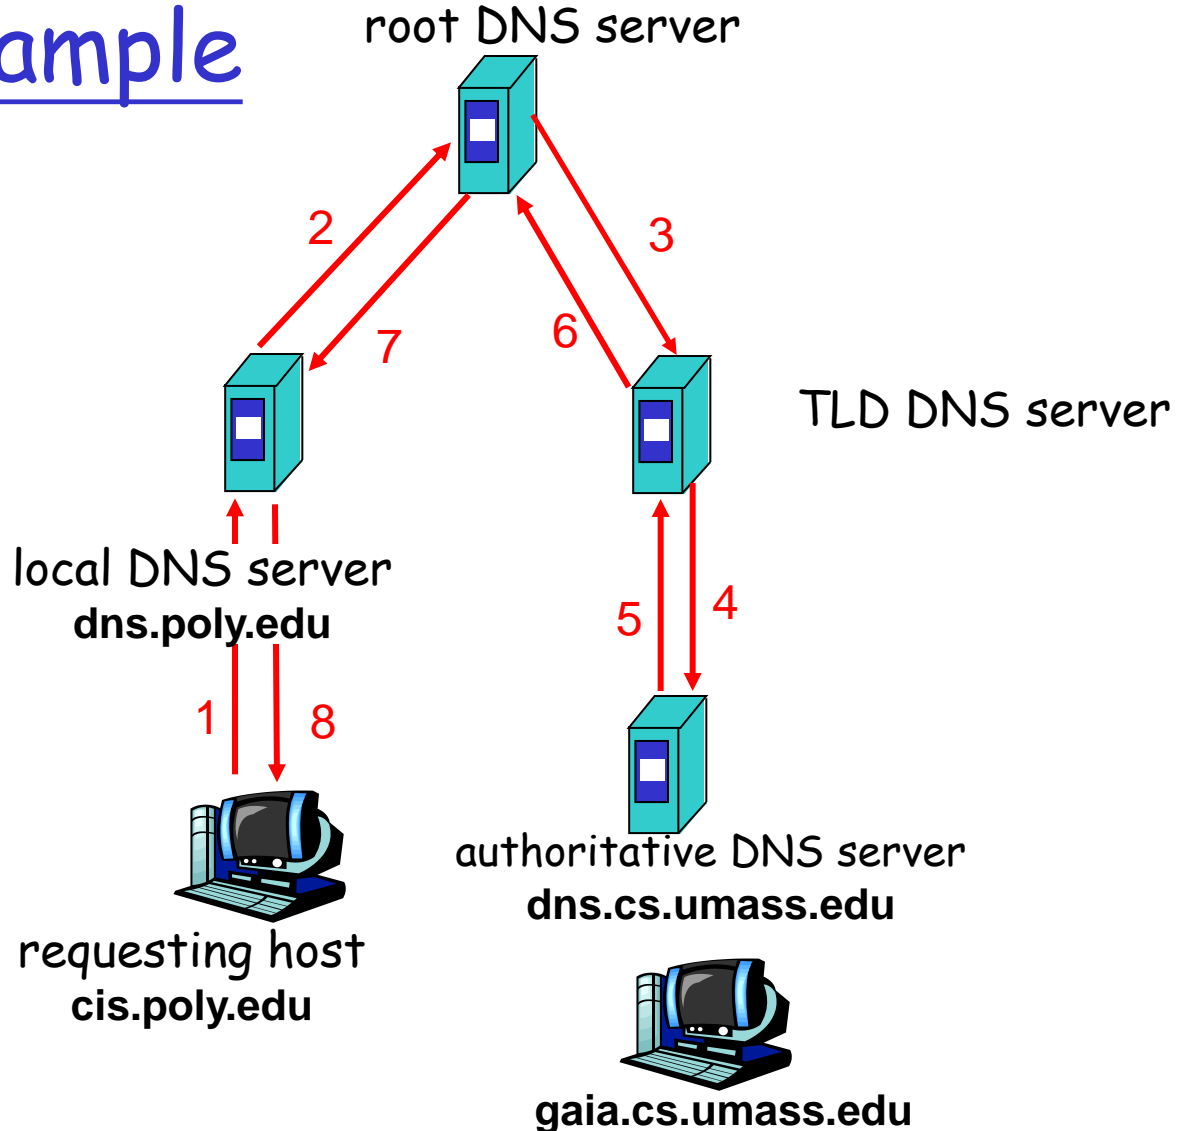 ample
root DNS server
2
3
7
6
TLD DNS server
local DNS server
dns.poly.edu
5
4
1
8
authoritative DNS server
dns.cs.umass.edu
requesting host
cis.poly.edu
gaia.cs.umass.edu